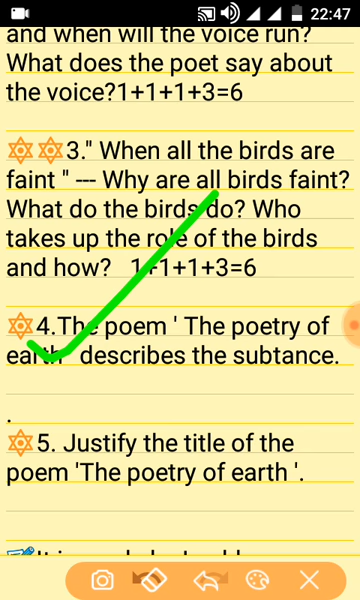 22:47
and when will the voice run?
What does the poet say about
the voice?1+1+1+3=6
3." When all the birds are
faint " --- Why are all birds faint?
What do the birds do? Who
takes up the role of the birds
and how? 1+1+1+3=6
4.The poem ' The poetry of
earth ' describes the subtance.
.
5. Justify the title of the
poem 'The poetry of earth '.